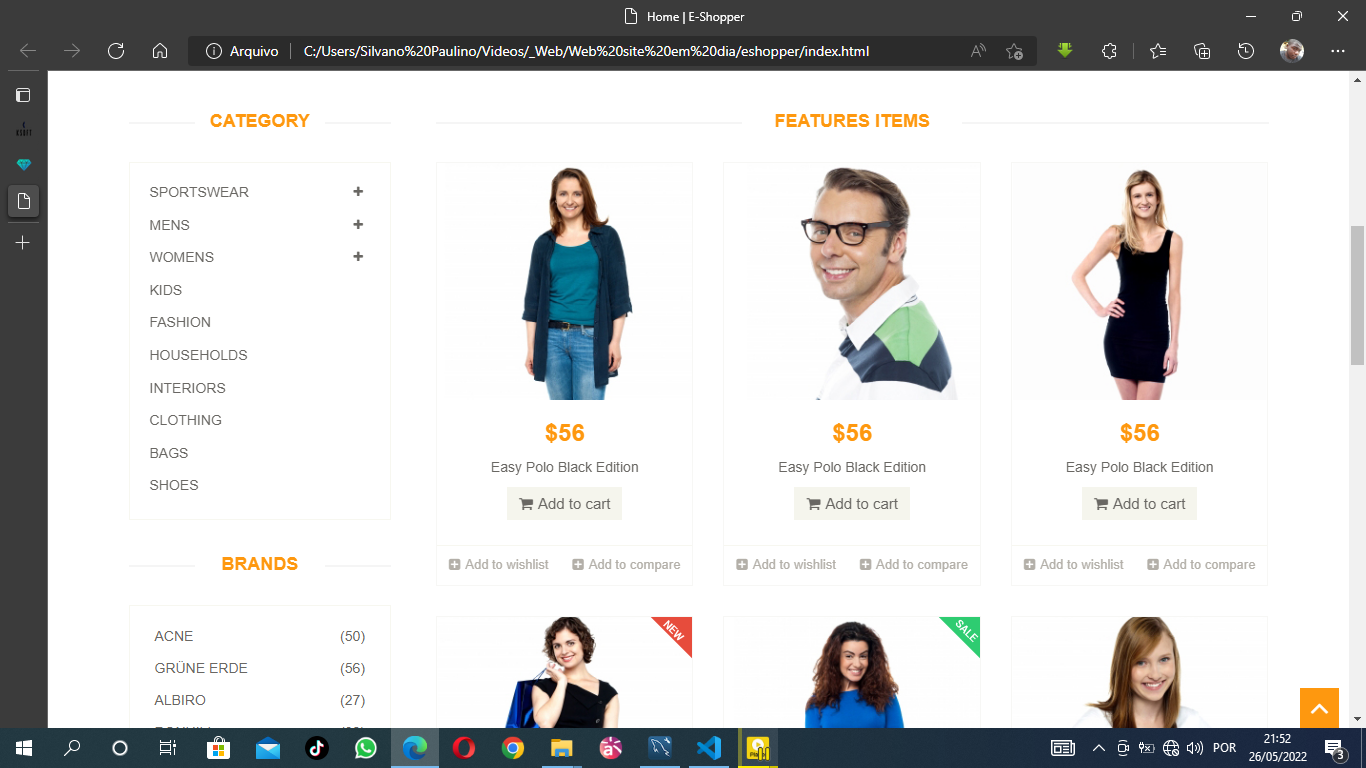 Home | E-Shopper
Arquivo
C:/Users/Silvano%20Paulino/Videos/_Web/Web%20site%20em%20dia/eshopper/index.html
CATEGORY
SPORTSWEAR
MENS
WOMENS
KIDS
FASHION
HOUSEHOLDS
INTERIORS
CLOTHING
BAGS
SHOES
BRANDS
ACNE (50)
GRÜNE ERDE (56)
ALBIRO (27)
FEATURES ITEMS
$56
Easy Polo Black Edition
Add to cart
Add to wishlist Add to compare
$56
Easy Polo Black Edition
Add to cart
Add to wishlist Add to compare
$56
Easy Polo Black Edition
Add to cart
Add to wishlist Add to compare
NEW
SALE
POR
21:52
26/05/2022
3